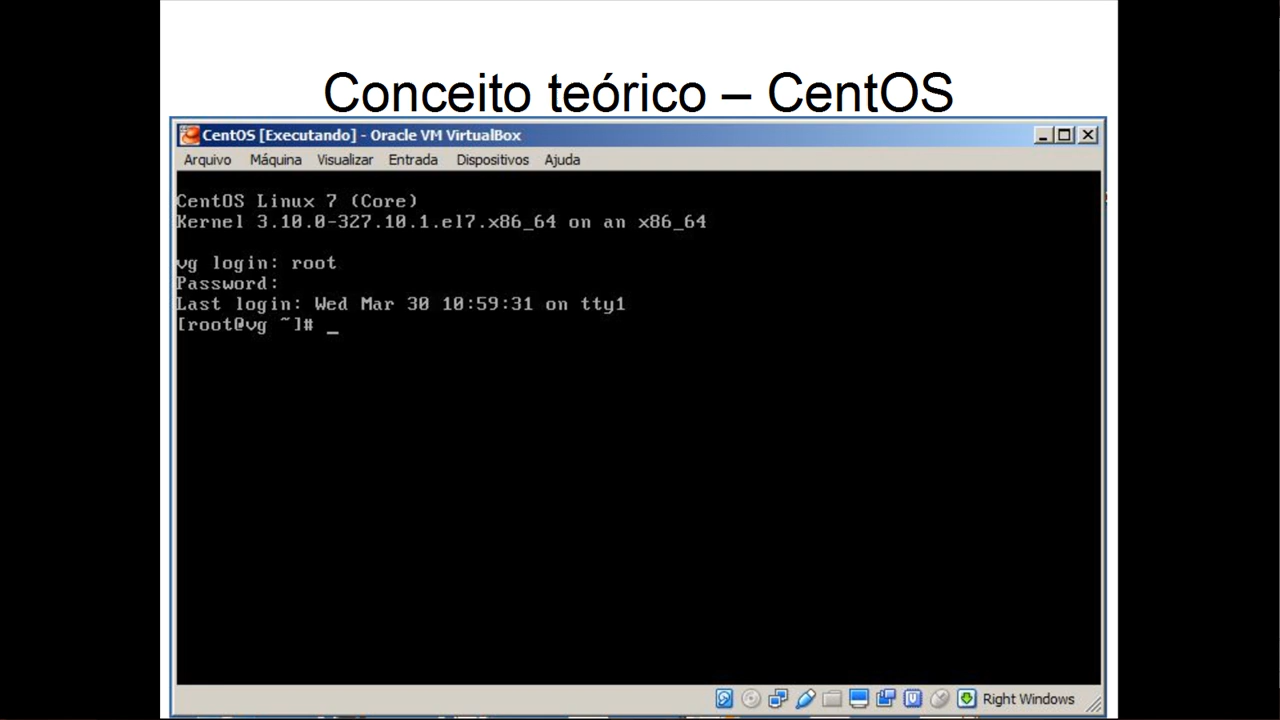 Conceito teórico – CentOS
CentOS [Executando] - Oracle VM VirtualBox
Arquivo Máquina Visualizar Entrada Dispositivos Ajuda
CentOS Linux 7 (Core)
Kernel 3.10.0-327.10.1.el7.x86_64 on an x86_64
vg login: root
Password:
Last login: Wed Mar 30 10:59:31 on tty1
[root@vg ~]# _
Right Windows